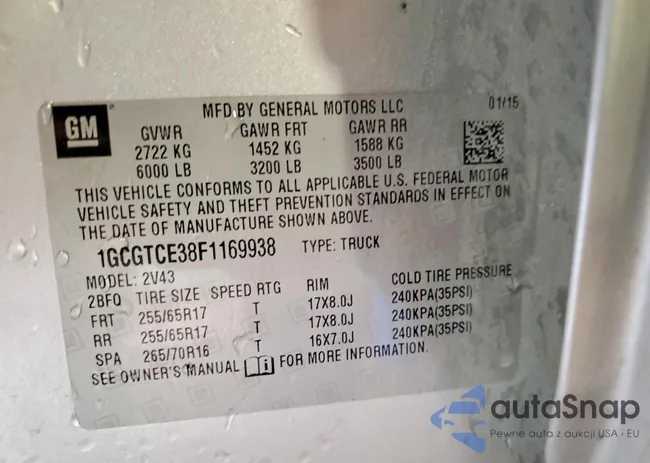 GM
MFD BY GENERAL MOTORS LLC 01/15
GVWR GAWR FRT GAWR RR
2722 KG 1452 KG 1588 KG
6000 LB 3200 LB 3500 LB
THIS VEHICLE CONFORMS TO ALL APPLICABLE U.S. FEDERAL MOTOR
VEHICLE SAFETY AND THEFT PREVENTION STANDARDS IN EFFECT ON
THE DATE OF MANUFACTURE SHOWN ABOVE.
1GCGTCE38F1169938 TYPE: TRUCK
MODEL: 2V43
2BFQ TIRE SIZE SPEED RTG RIM COLD TIRE PRESSURE
FRT 255/65R17 T 17X8.0J 240KPA(35PSI)
RR 255/65R17 T 17X8.0J 240KPA(35PSI)
SPA 265/70R16 T 16X7.0J 240KPA(35PSI)
SEE OWNER'S MANUAL FOR MORE INFORMATION.
autaSnap
Pewne auta z aukcji USA i EU